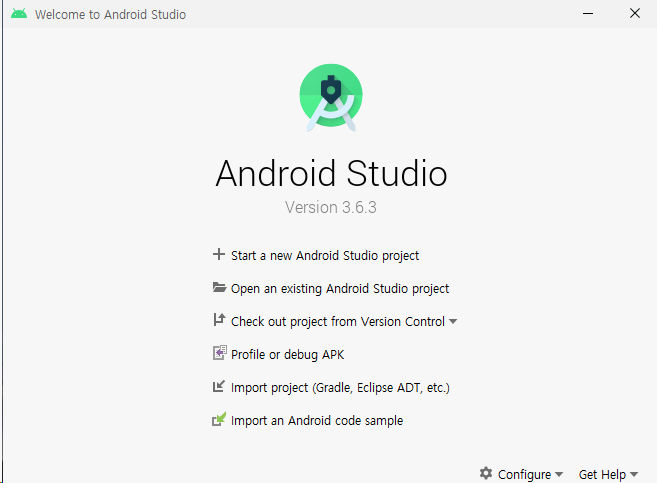 Welcome to Android Studio
Android Studio
Version 3.6.3
Start a new Android Studio project
Open an existing Android Studio project
Check out project from Version Control
Profile or debug APK
Import project (Gradle, Eclipse ADT, etc.)
Import an Android code sample
Configure Get Help